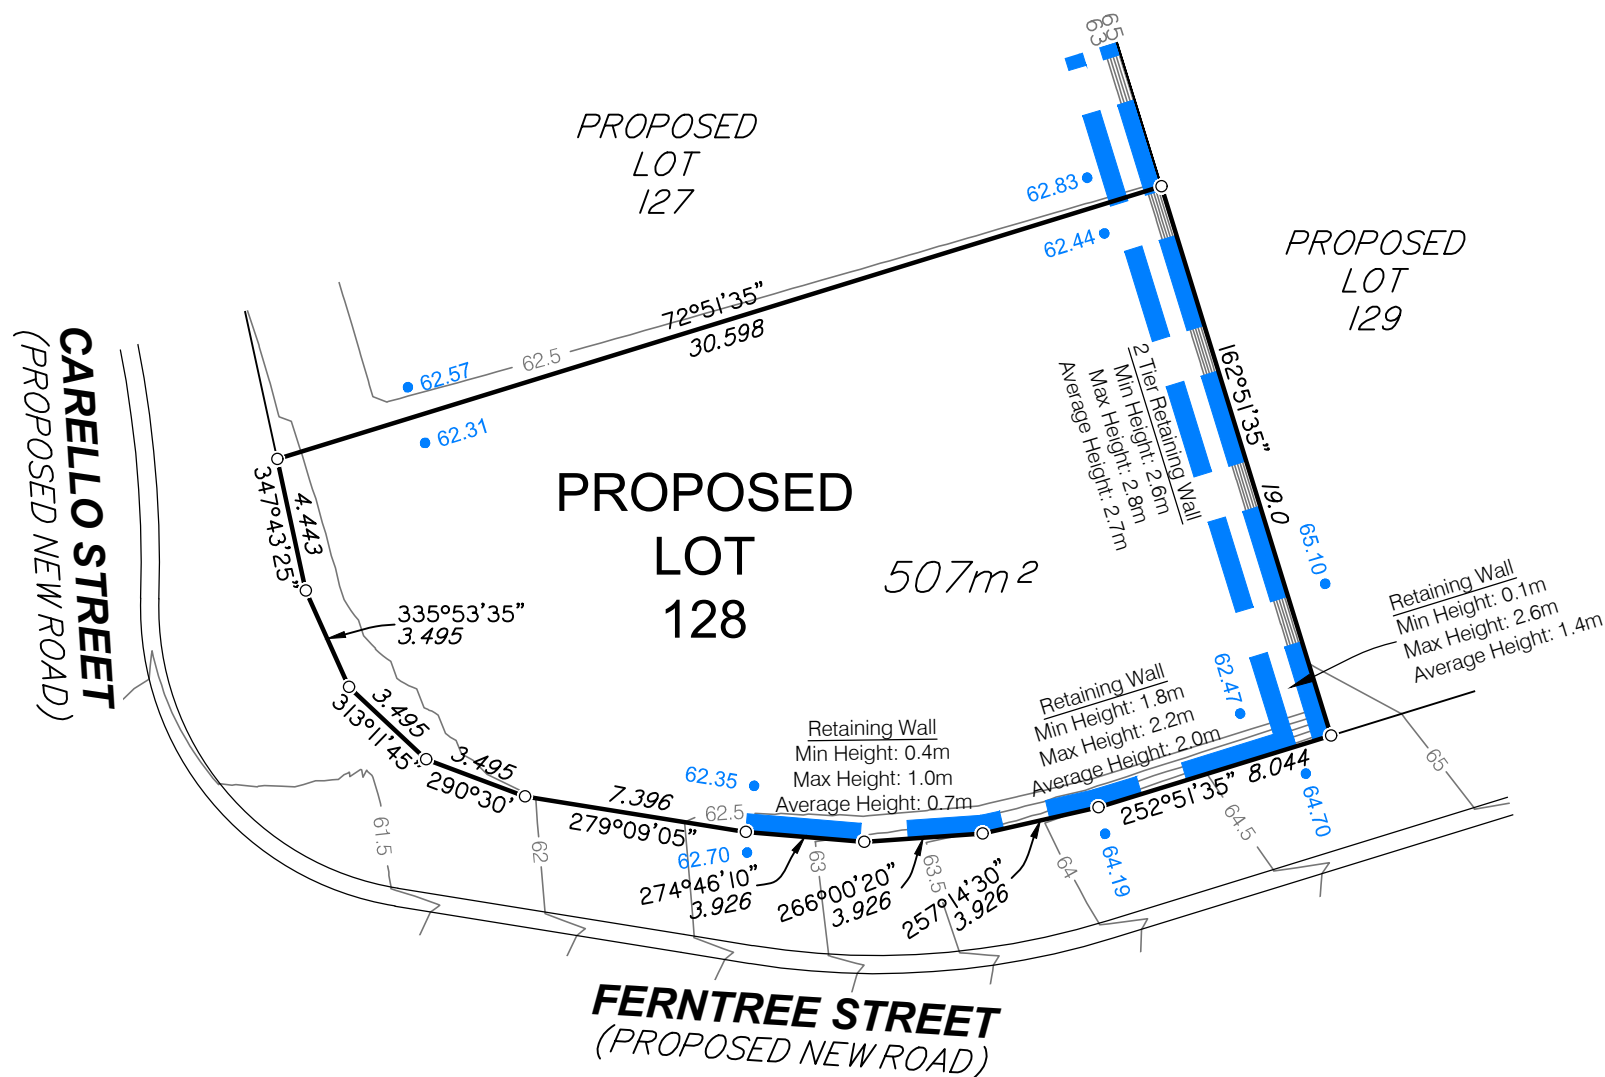 65
63
PROPOSED
LOT
127
62.83
62.44
PROPOSED
LOT
129
72°51'35"
30.598
62.5
62.57
62.31
CARELLO STREET
(PROPOSED NEW ROAD)
347°43'25"
4.443
335°53'35"
3.495
PROPOSED
LOT
128
507m²
2 Tier Retaining Wall
Min Height: 2.6m
Max Height: 2.8m
Average Height: 2.7m
162°51'35"
19.0
65.10
Retaining Wall
Min Height: 0.1m
Max Height: 2.6m
Average Height: 1.4m
62.47
Retaining Wall
Min Height: 1.8m
Max Height: 2.2m
Average Height: 2.0m
Retaining Wall
Min Height: 0.4m
Max Height: 1.0m
Average Height: 0.7m
3.495
313°11'45"
3.495
290°30'
7.396
279°09'05"
62.35
62.5
62.70
274°46'10"
3.926
266°00'20"
3.926
257°14'30"
3.926
252°51'35"
8.044
64.19
64.70
61.5
62
63
63.5
64
64.5
65
FERNTREE STREET
(PROPOSED NEW ROAD)